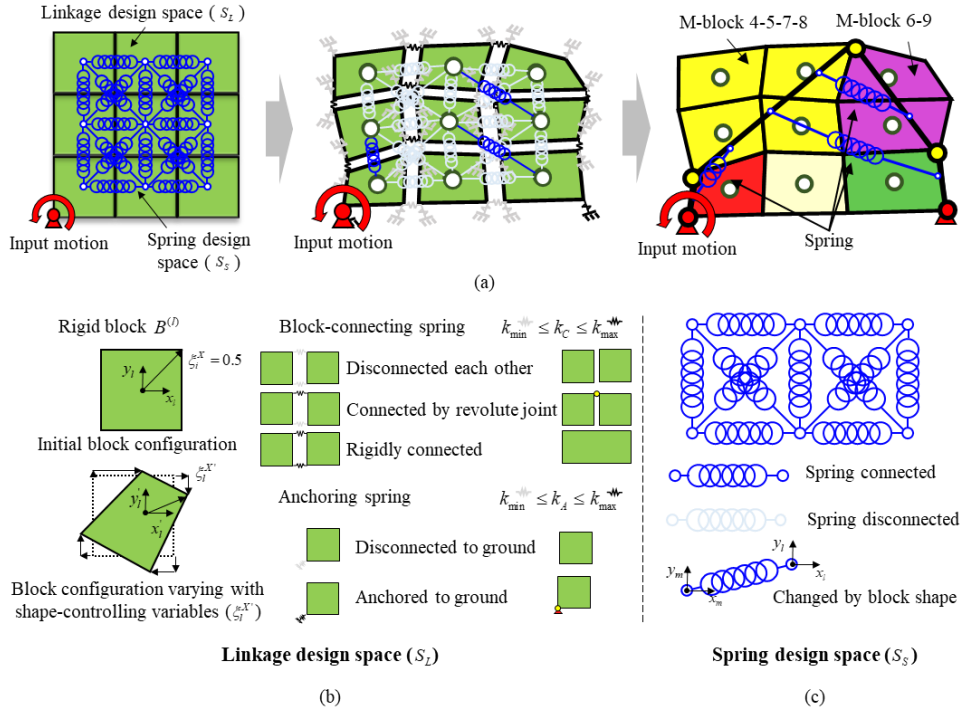 Linkage design space ( S_L )
M-block 4-5-7-8
M-block 6-9
Input motion
Spring design
space ( S_S )
Input motion
Input motion
Spring
(a)
Rigid block B^(l)
ξ_i^X = 0.5
y_l
x_i
Initial block configuration
ξ_l^X'
y_l'
x_l'
Block configuration varying with
shape-controlling variables (ξ_l^X')
Block-connecting spring
k_min ≤ k_C ≤ k_max
Disconnected each other
Connected by revolute joint
Rigidly connected
Anchoring spring
k_min ≤ k_A ≤ k_max
Disconnected to ground
Anchored to ground
Linkage design space (S_L)
(b)
Spring connected
Spring disconnected
y_m
x_m
y_l
x_i
Changed by block shape
Spring design space (S_S)
(c)